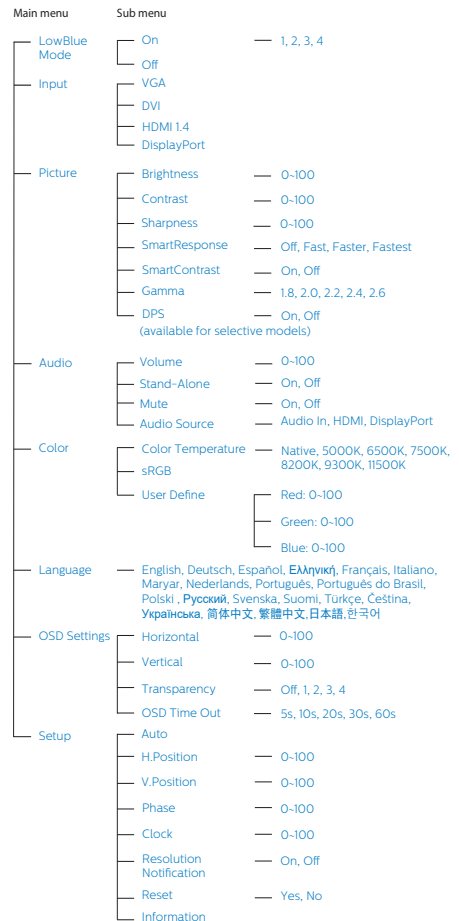 Main menu Sub menu
LowBlue Mode On 1, 2, 3, 4
Off
Input VGA
DVI
HDMI 1.4
DisplayPort
Picture Brightness 0~100
Contrast 0~100
Sharpness 0~100
SmartResponse Off, Fast, Faster, Fastest
SmartContrast On, Off
Gamma 1.8, 2.0, 2.2, 2.4, 2.6
DPS On, Off
(available for selective models)
Audio Volume 0~100
Stand-Alone On, Off
Mute On, Off
Audio Source Audio In, HDMI, DisplayPort
Color Color Temperature Native, 5000K, 6500K, 7500K,
8200K, 9300K, 11500K
sRGB
User Define Red: 0~100
Green: 0~100
Blue: 0~100
Language English, Deutsch, Español, Ελληνική, Français, Italiano,
Maryar, Nederlands, Português, Português do Brasil,
Polski , Русский, Svenska, Suomi, Türkçe, Čeština,
Українська, 简体中文, 繁體中文,日本語,한국어
OSD Settings Horizontal 0~100
Vertical 0~100
Transparency Off, 1, 2, 3, 4
OSD Time Out 5s, 10s, 20s, 30s, 60s
Setup Auto
H.Position 0~100
V.Position 0~100
Phase 0~100
Clock 0~100
Resolution Notification On, Off
Reset Yes, No
Information